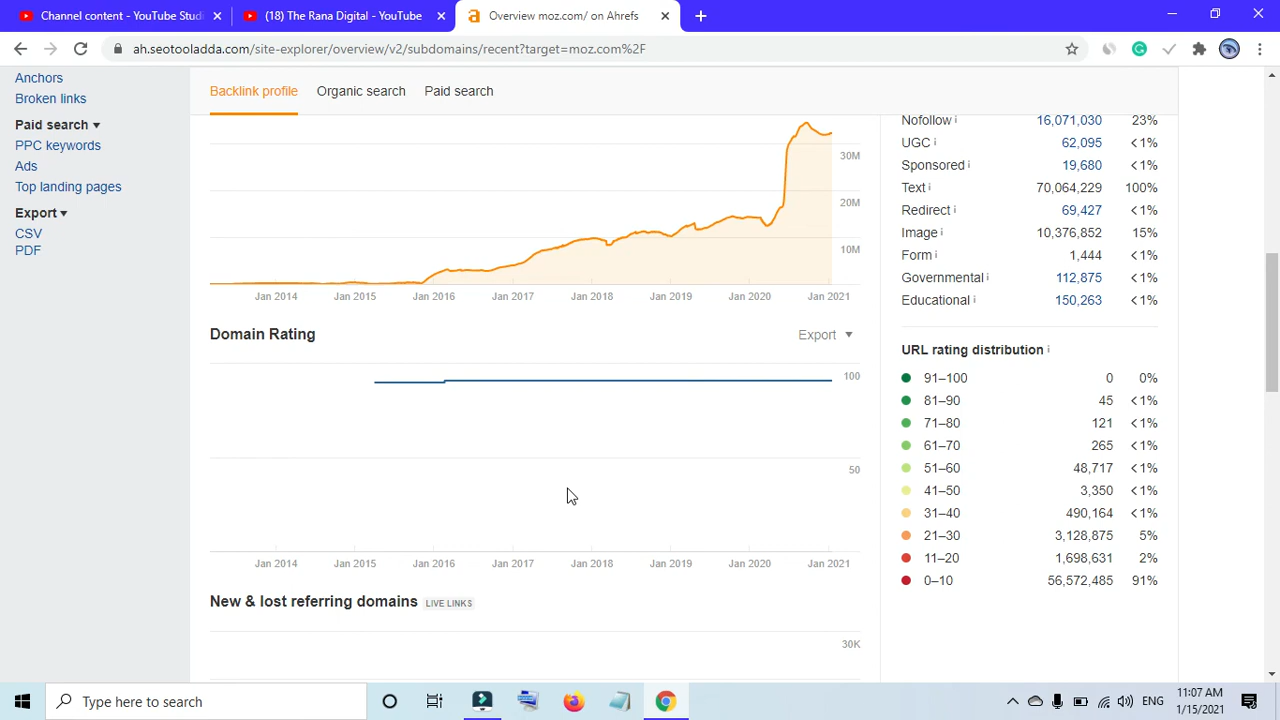 Channel content - YouTube Studi
(18) The Rana Digital - YouTube
Overview moz.com/ on Ahrefs
ah.seotooladda.com/site-explorer/overview/v2/subdomains/recent?target=moz.com%2F
Anchors
Broken links
Paid search
PPC keywords
Ads
Top landing pages
Export
CSV
PDF
Backlink profile Organic search Paid search
30M
20M
10M
Jan 2014 Jan 2015 Jan 2016 Jan 2017 Jan 2018 Jan 2019 Jan 2020 Jan 2021
Domain Rating Export
100
50
Jan 2014 Jan 2015 Jan 2016 Jan 2017 Jan 2018 Jan 2019 Jan 2020 Jan 2021
New & lost referring domains LIVE LINKS
30K
Nofollow i 16,071,030 23%
UGC i 62,095 <1%
Sponsored i 19,680 <1%
Text i 70,064,229 100%
Redirect i 69,427 <1%
Image i 10,376,852 15%
Form i 1,444 <1%
Governmental i 112,875 <1%
Educational i 150,263 <1%
URL rating distribution i
91–100 0 0%
81–90 45 <1%
71–80 121 <1%
61–70 265 <1%
51–60 48,717 <1%
41–50 3,350 <1%
31–40 490,164 <1%
21–30 3,128,875 5%
11–20 1,698,631 2%
0–10 56,572,485 91%
Type here to search
ENG
11:07 AM
1/15/2021